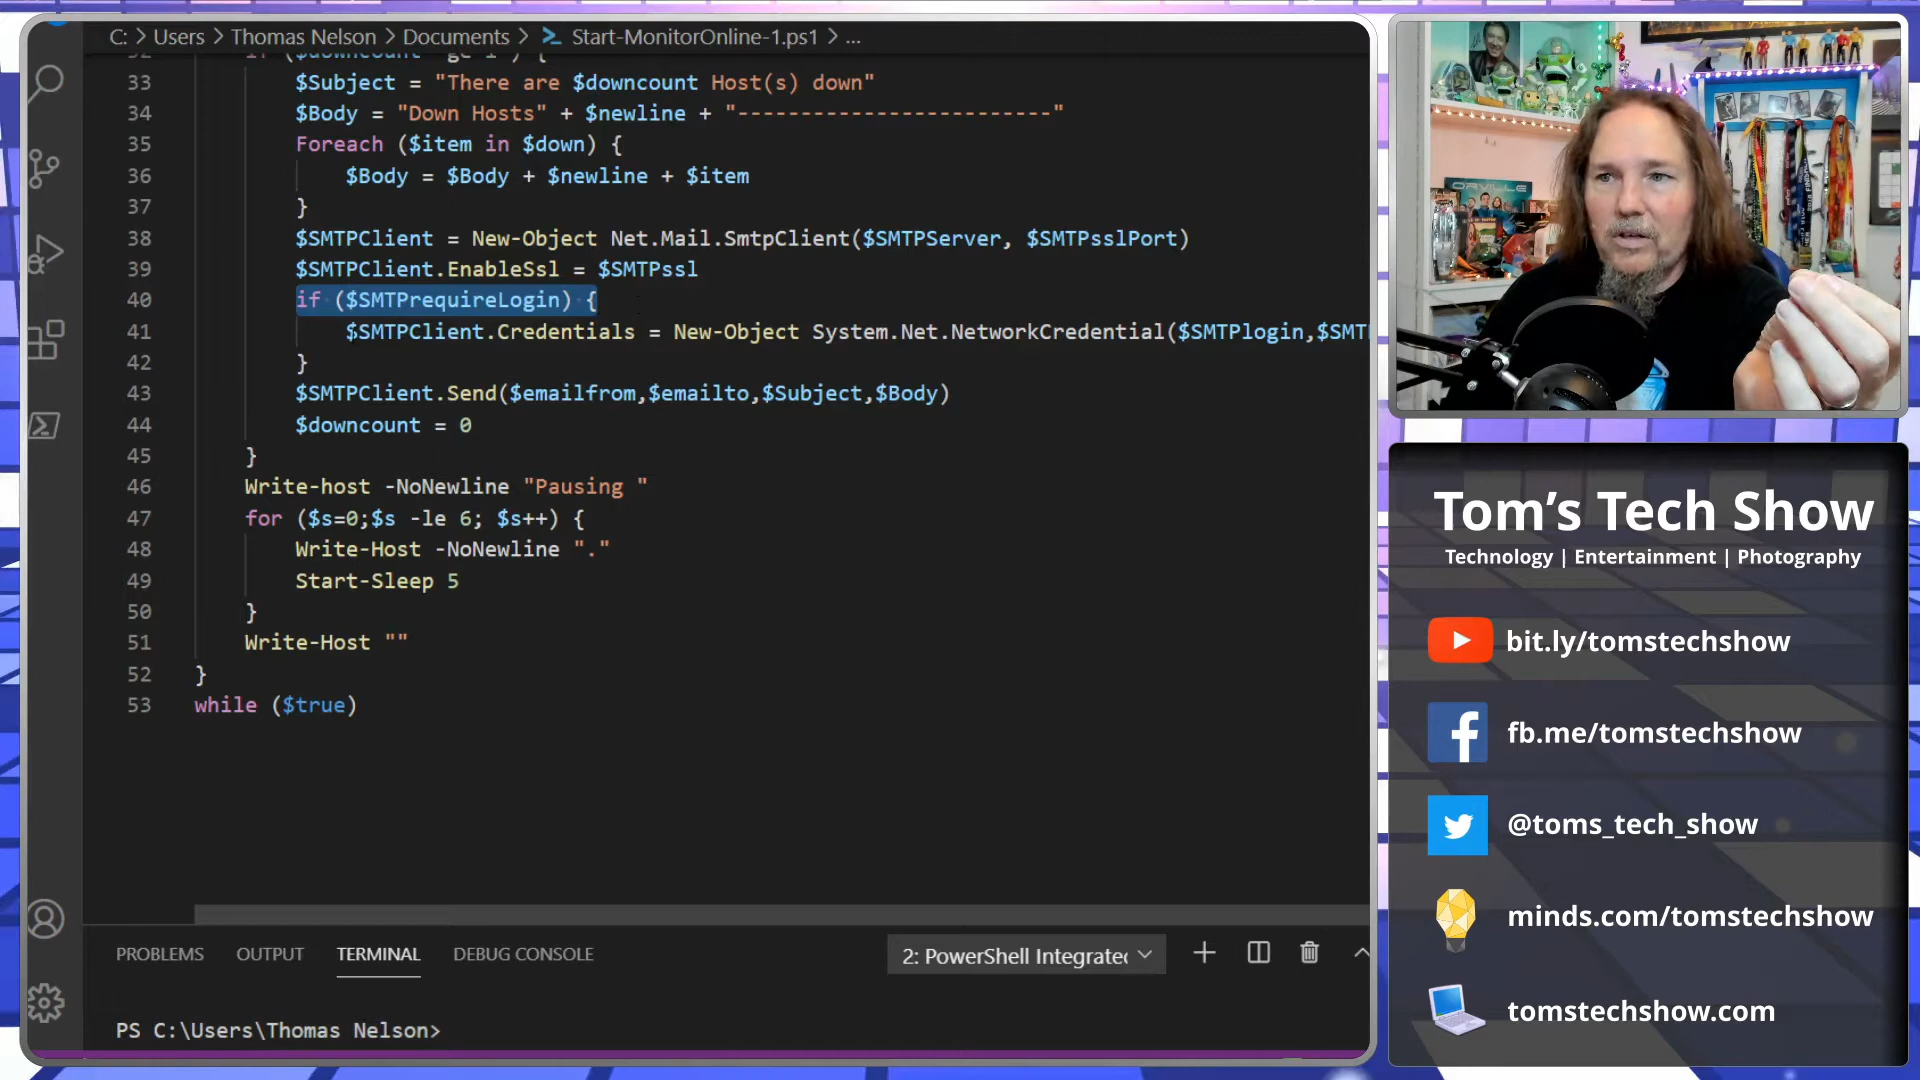 C: > Users > Thomas Nelson > Documents > Start-MonitorOnline-1.ps1 > ...
33 $Subject = "There are $downcount Host(s) down"
34 $Body = "Down Hosts" + $newline + "-------------------------"
35 Foreach ($item in $down) {
36 $Body = $Body + $newline + $item
37 }
38 $SMTPClient = New-Object Net.Mail.SmtpClient($SMTPServer, $SMTPsslPort)
39 $SMTPClient.EnableSsl = $SMTPssl
40 if ($SMTPrequireLogin) {
41 $SMTPClient.Credentials = New-Object System.Net.NetworkCredential($SMTPlogin,$SMT
42 }
43 $SMTPClient.Send($emailfrom,$emailto,$Subject,$Body)
44 $downcount = 0
45 }
46 Write-host -NoNewline "Pausing "
47 for ($s=0;$s -le 6; $s++) {
48 Write-Host -NoNewline "."
49 Start-Sleep 5
50 }
51 Write-Host ""
52 }
53 while ($true)
PROBLEMS OUTPUT TERMINAL DEBUG CONSOLE 2: PowerShell Integrated
PS C:\Users\Thomas Nelson>
ORVILLE
Tom's Tech Show
Technology | Entertainment | Photography
bit.ly/tomstechshow
fb.me/tomstechshow
@toms_tech_show
minds.com/tomstechshow
tomstechshow.com